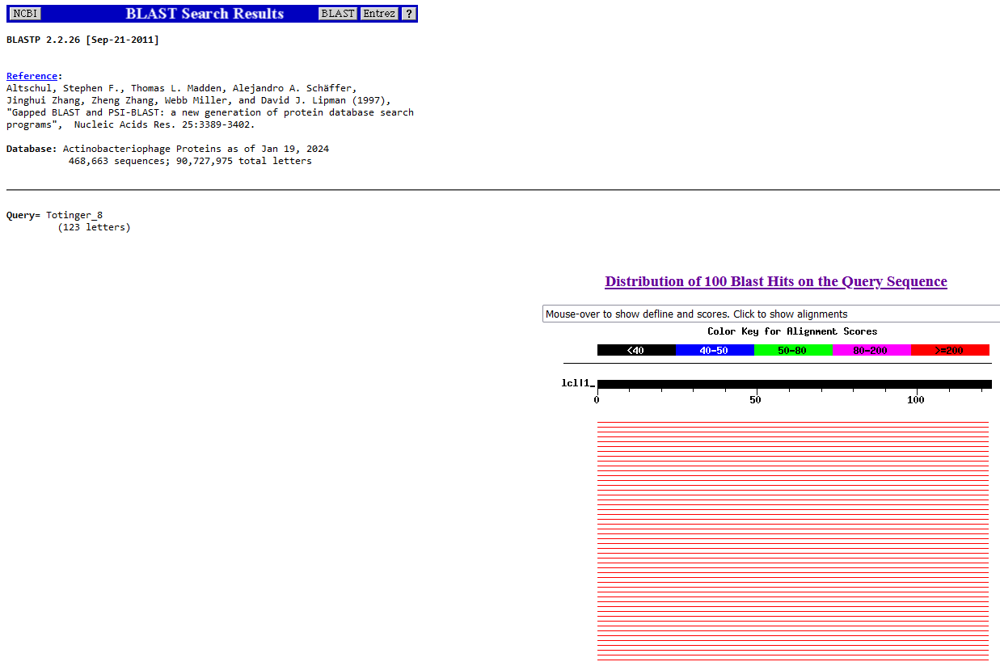 NCBI BLAST Search Results BLAST Entrez ?
BLASTP 2.2.26 [Sep-21-2011]
Reference:
Altschul, Stephen F., Thomas L. Madden, Alejandro A. Schäffer,
Jinghui Zhang, Zheng Zhang, Webb Miller, and David J. Lipman (1997),
"Gapped BLAST and PSI-BLAST: a new generation of protein database search
programs", Nucleic Acids Res. 25:3389-3402.
Database: Actinobacteriophage Proteins as of Jan 19, 2024
468,663 sequences; 90,727,975 total letters
Query= Totinger_8
(123 letters)
Distribution of 100 Blast Hits on the Query Sequence
Mouse-over to show defline and scores. Click to show alignments
Color Key for Alignment Scores
<40 40-50 50-80 80-200 >=200
lcl|1_
0 50 100